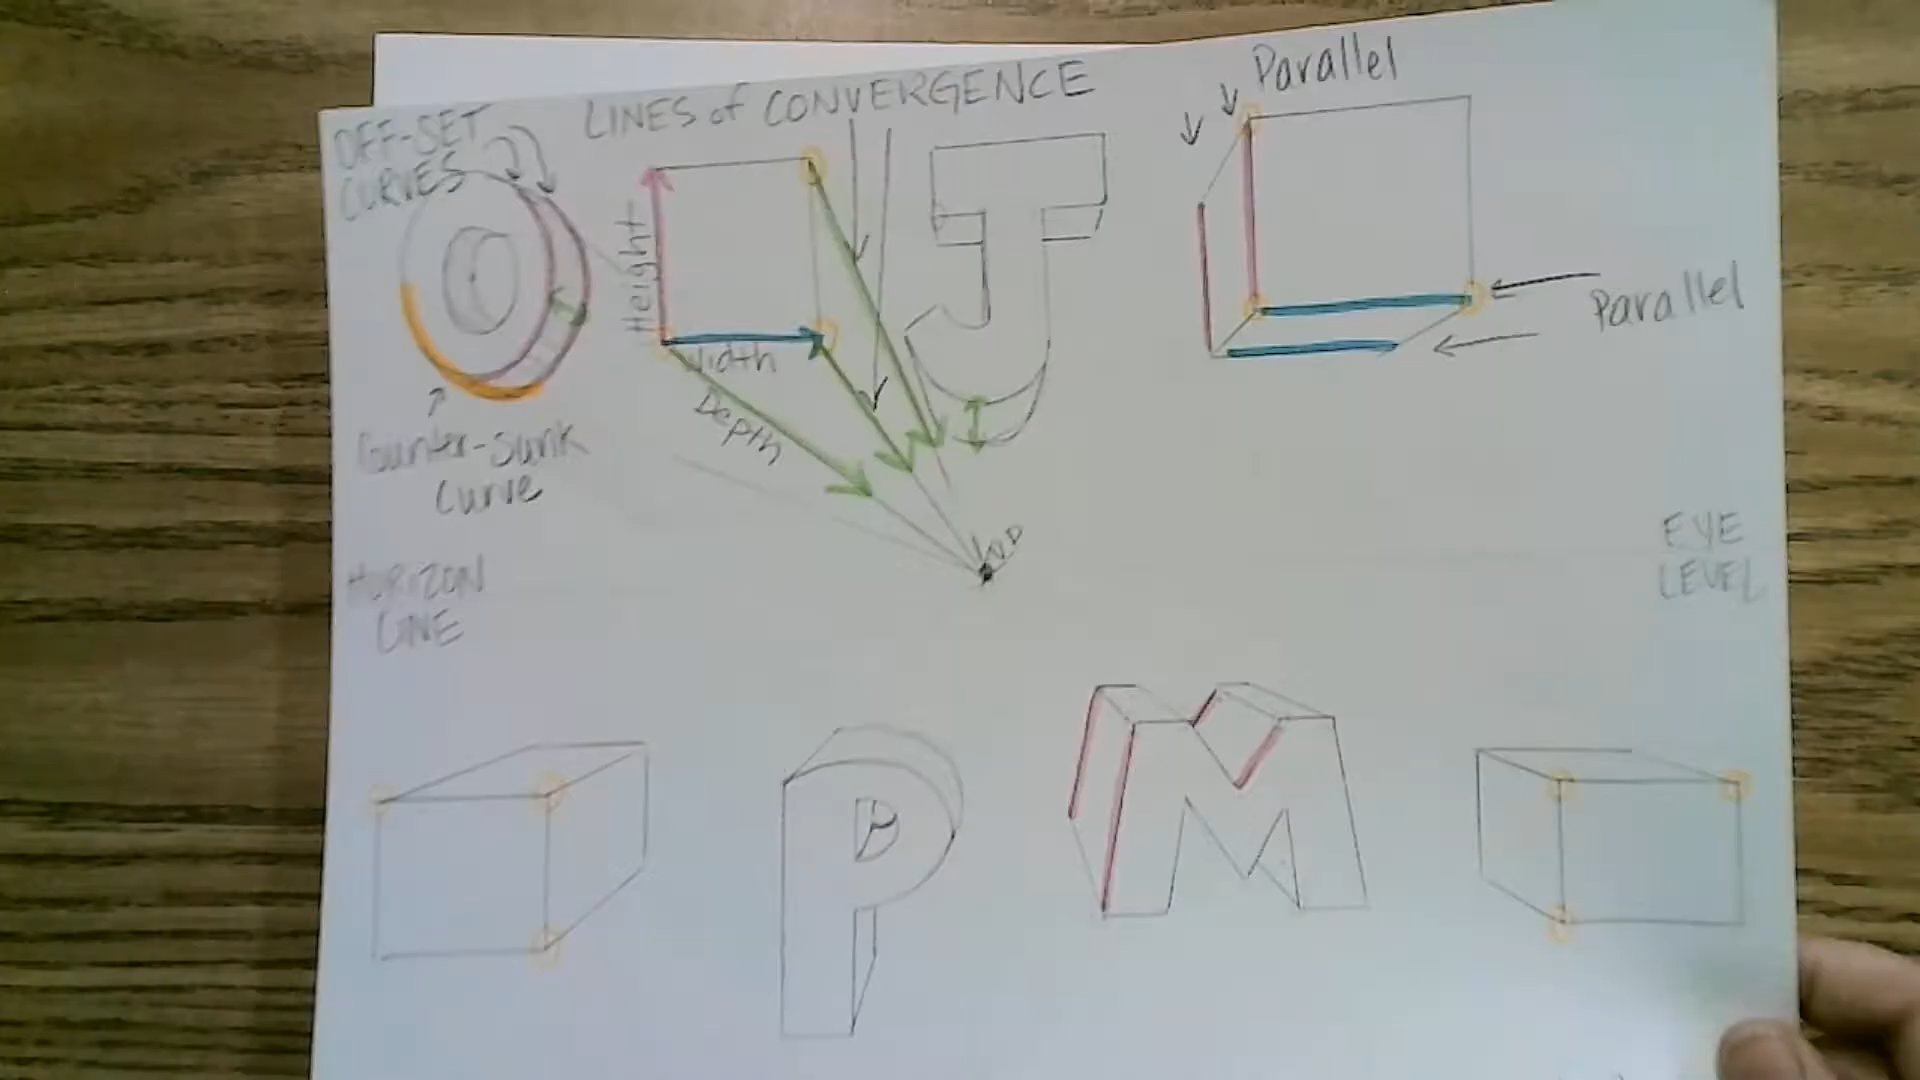 OFF-SET
CURVES
LINES of CONVERGENCE
Parallel
Height
Width
Depth
Parallel
Counter-Sunk
Curve
V.P
HORIZON
LINE
EYE
LEVEL
J
P
M